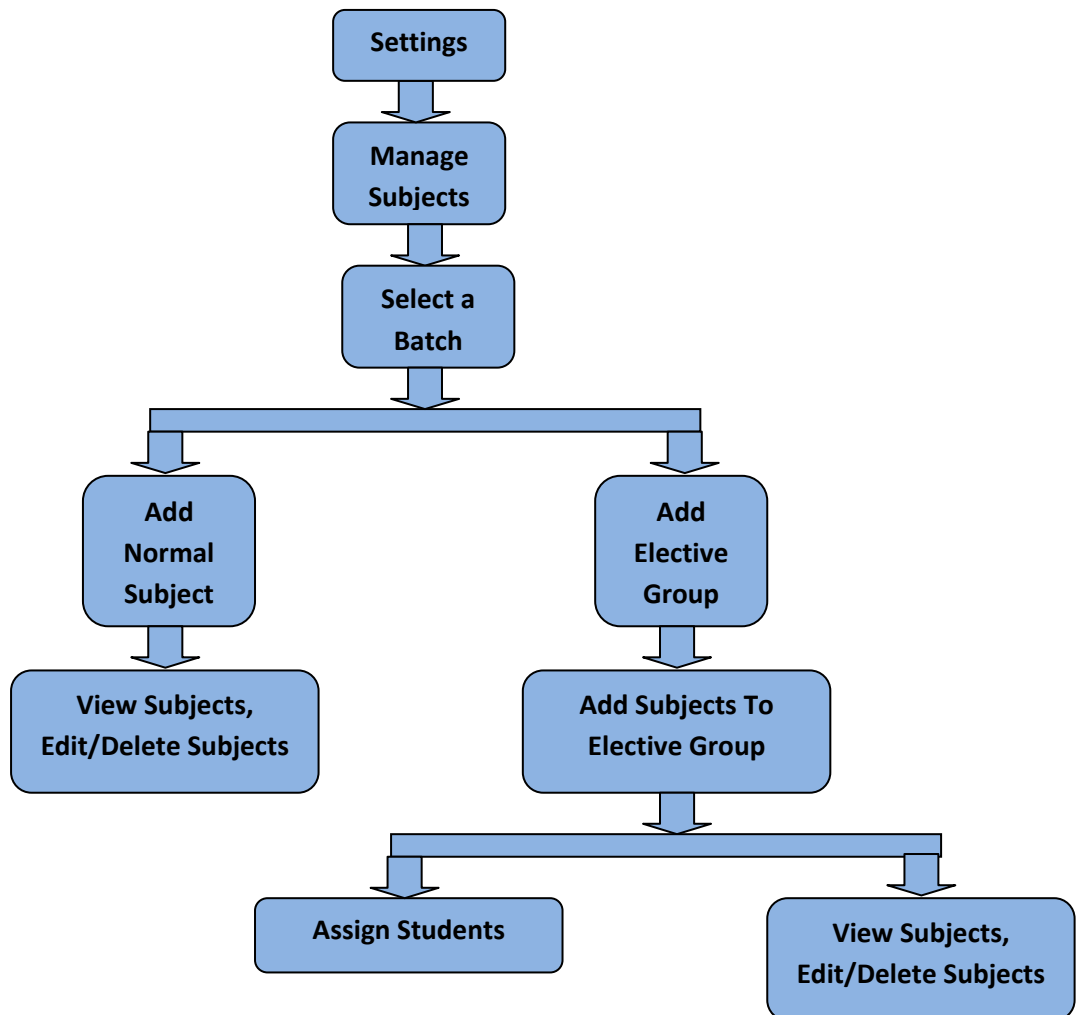 Settings
Manage
Subjects
Select a
Batch
Add
Normal
Subject
Add
Elective
Group
View Subjects,
Edit/Delete Subjects
Add Subjects To
Elective Group
Assign Students
View Subjects,
Edit/Delete Subjects